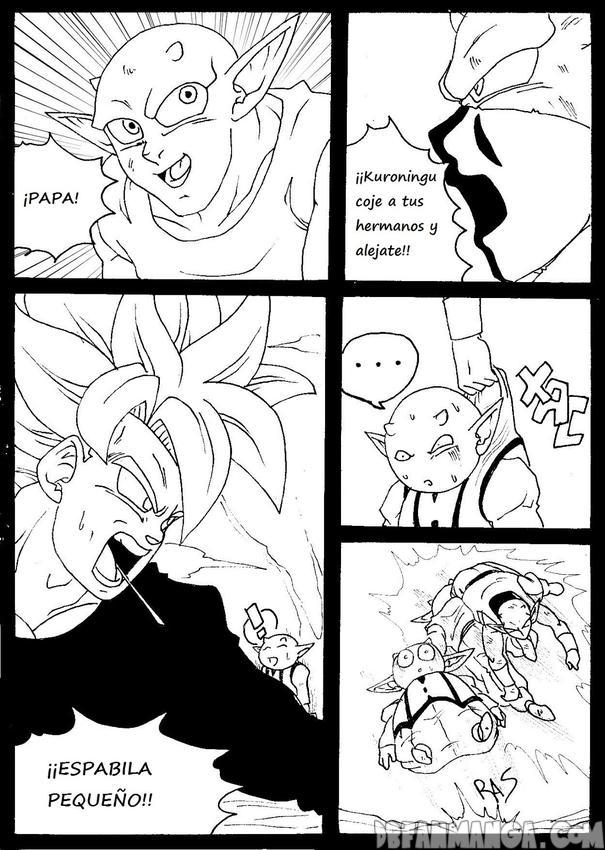 ¡PAPA!
¡¡Kuroningu
coje a tus
hermanos y
alejate!!
...
!!
¡¡ESPABILA
PEQUEÑO!!
RAS
DBFANMANGA.COM